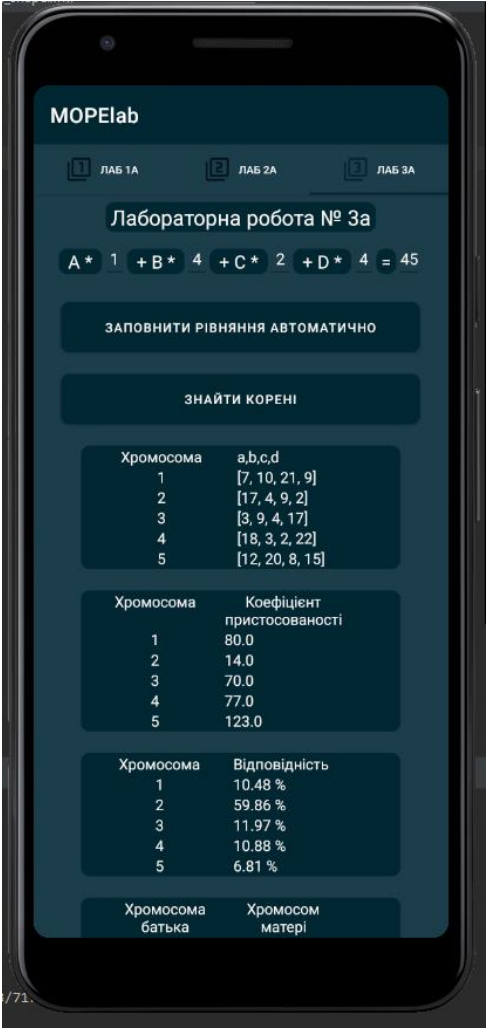 MOPElab
ЛАБ 1А ЛАБ 2А ЛАБ 3А
Лабораторна робота № 3а
A * 1 + B * 4 + C * 2 + D * 4 = 45
ЗАПОВНИТИ РІВНЯННЯ АВТОМАТИЧНО
ЗНАЙТИ КОРЕНІ
Хромосома a,b,c,d
1 [7, 10, 21, 9]
2 [17, 4, 9, 2]
3 [3, 9, 4, 17]
4 [18, 3, 2, 22]
5 [12, 20, 8, 15]
Хромосома Коефіцієнт
пристосованості
1 80.0
2 14.0
3 70.0
4 77.0
5 123.0
Хромосома Відповідність
1 10.48 %
2 59.86 %
3 11.97 %
4 10.88 %
5 6.81 %
Хромосома Хромосом
батька матері